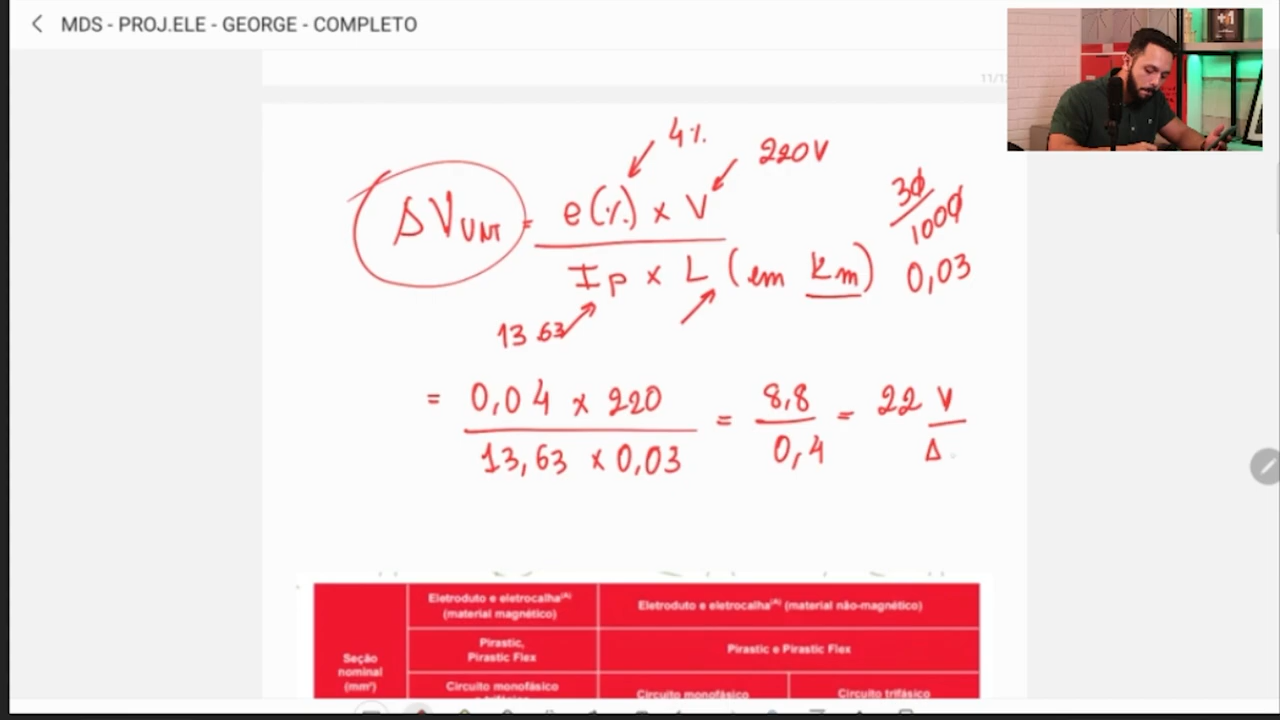 MDS - PROJ.ELE - GEORGE - COMPLETO
4%
220V
ΔVUNT = e(%) x V
Ip x L (em km)
30/1000
0,03
13,63
= 0,04 x 220 / 13,63 x 0,03 = 8,8 / 0,4 = 22 V / Δ
Seção nominal (mm²)
Eletroduto e eletrocalha(A) (material magnético)
Eletroduto e eletrocalha(A) (material não-magnético)
Pirastic, Pirastic Flex
Pirastic e Pirastic Flex
Circuito monofásico
Circuito monofásico
Circuito trifásico